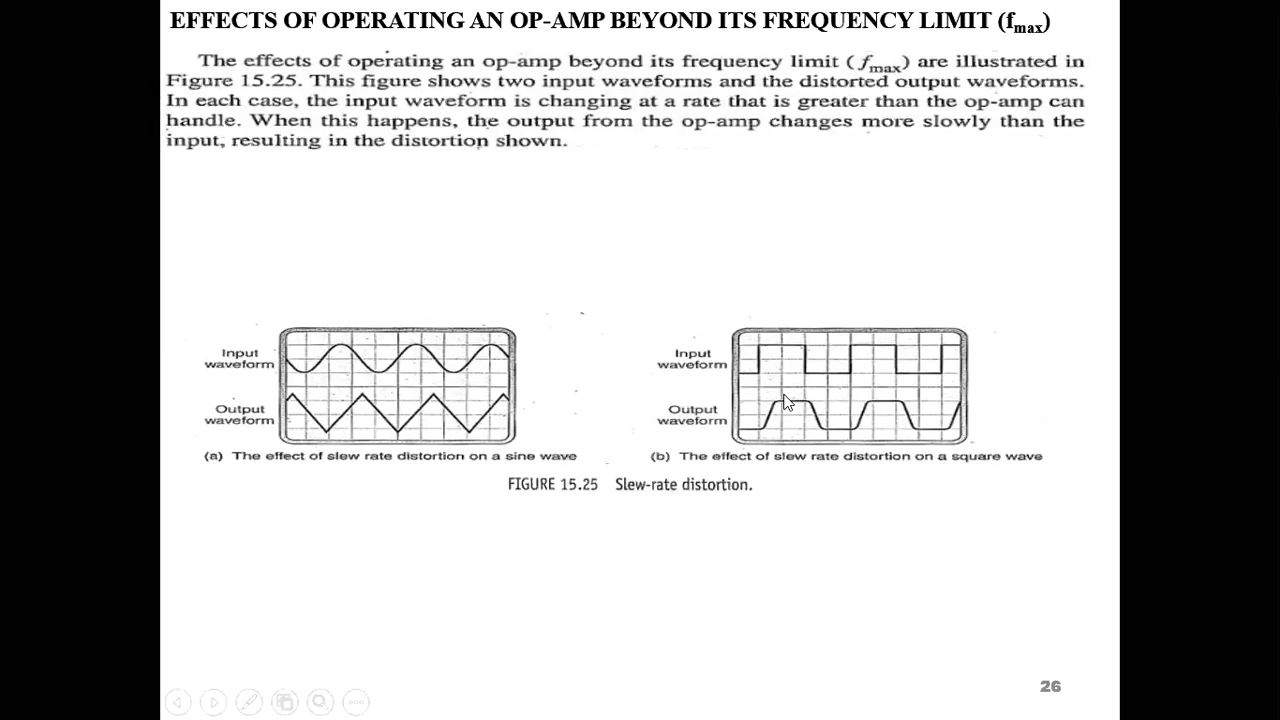 EFFECTS OF OPERATING AN OP-AMP BEYOND ITS FREQUENCY LIMIT (fmax)
The effects of operating an op-amp beyond its frequency limit (fmax) are illustrated in
Figure 15.25. This figure shows two input waveforms and the distorted output waveforms.
In each case, the input waveform is changing at a rate that is greater than the op-amp can
handle. When this happens, the output from the op-amp changes more slowly than the
input, resulting in the distortion shown.
Input
waveform
Output
waveform
(a) The effect of slew rate distortion on a sine wave
Input
waveform
Output
waveform
(b) The effect of slew rate distortion on a square wave
FIGURE 15.25 Slew-rate distortion.
26